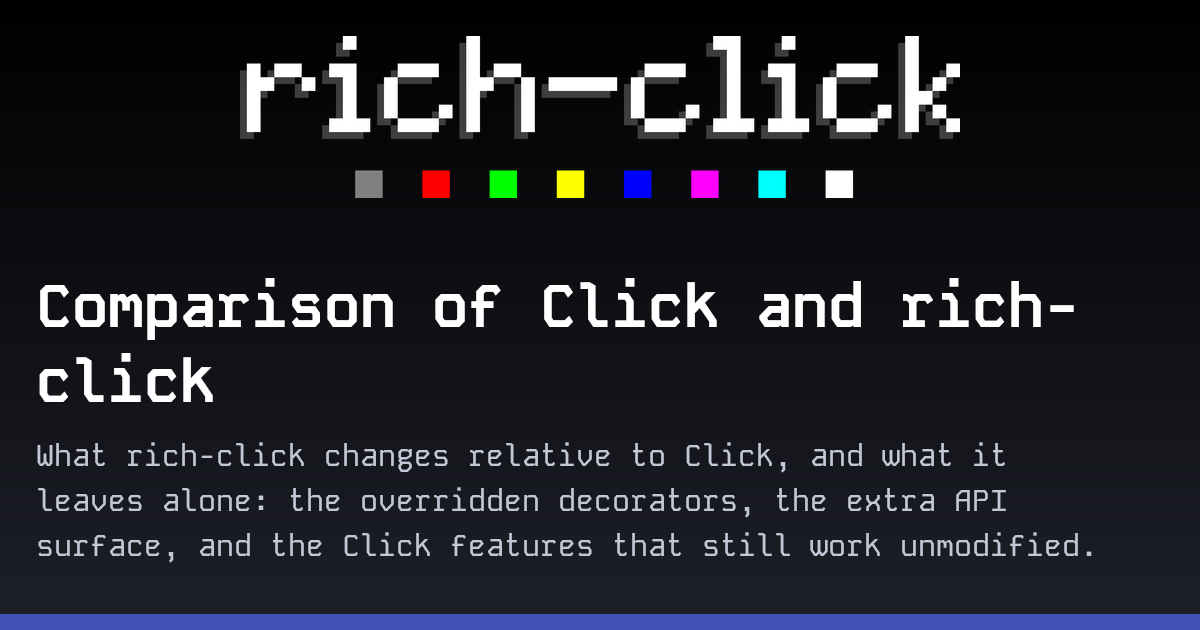 rich-click
Comparison of Click and rich-
click
What rich-click changes relative to Click, and what it
leaves alone: the overridden decorators, the extra API
surface, and the Click features that still work unmodified.